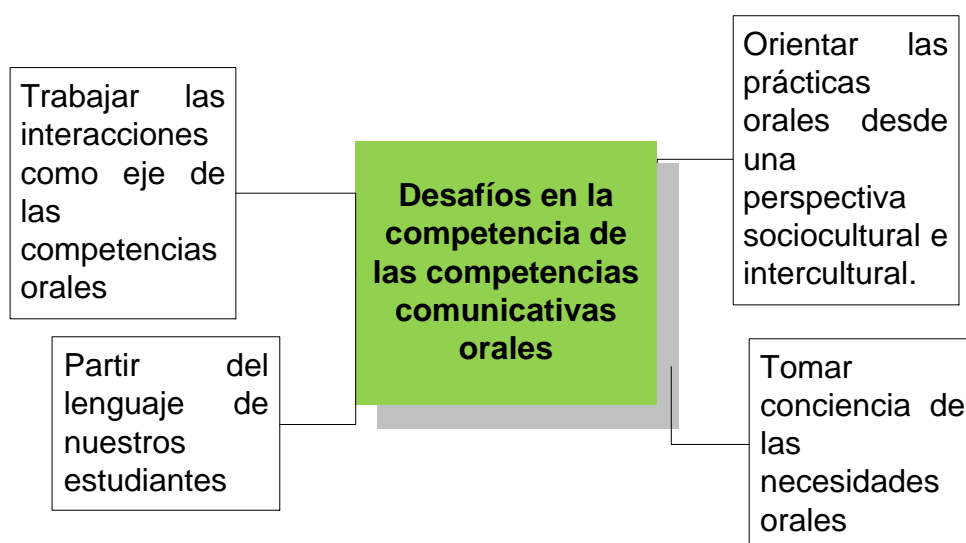 Trabajar las
interacciones
como eje de
las
competencias
orales
Partir del
lenguaje de
nuestros
estudiantes
Desafíos en la
competencia de
las competencias
comunicativas
orales
Orientar las
prácticas
orales desde
una
perspectiva
sociocultural e
intercultural.
Tomar
conciencia de
las
necesidades
orales